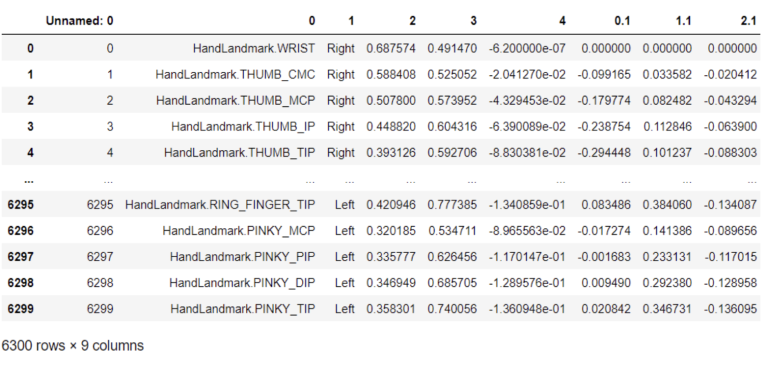 Unnamed: 0 0 1 2 3 4 0.1 1.1 2.1
0 0 HandLandmark.WRIST Right 0.687574 0.491470 -6.200000e-07 0.000000 0.000000 0.000000
1 1 HandLandmark.THUMB_CMC Right 0.588408 0.525052 -2.041270e-02 -0.099165 0.033582 -0.020412
2 2 HandLandmark.THUMB_MCP Right 0.507800 0.573952 -4.329453e-02 -0.179774 0.082482 -0.043294
3 3 HandLandmark.THUMB_IP Right 0.448820 0.604316 -6.390089e-02 -0.238754 0.112846 -0.063900
4 4 HandLandmark.THUMB_TIP Right 0.393126 0.592706 -8.830381e-02 -0.294448 0.101237 -0.088303
... ... ... ... ... ... ... ... ... ...
6295 6295 HandLandmark.RING_FINGER_TIP Left 0.420946 0.777385 -1.340859e-01 0.083486 0.384060 -0.134087
6296 6296 HandLandmark.PINKY_MCP Left 0.320185 0.534711 -8.965563e-02 -0.017274 0.141386 -0.089656
6297 6297 HandLandmark.PINKY_PIP Left 0.335777 0.626456 -1.170147e-01 -0.001683 0.233131 -0.117015
6298 6298 HandLandmark.PINKY_DIP Left 0.346949 0.685705 -1.289576e-01 0.009490 0.292380 -0.128958
6299 6299 HandLandmark.PINKY_TIP Left 0.358301 0.740056 -1.360948e-01 0.020842 0.346731 -0.136095
6300 rows × 9 columns